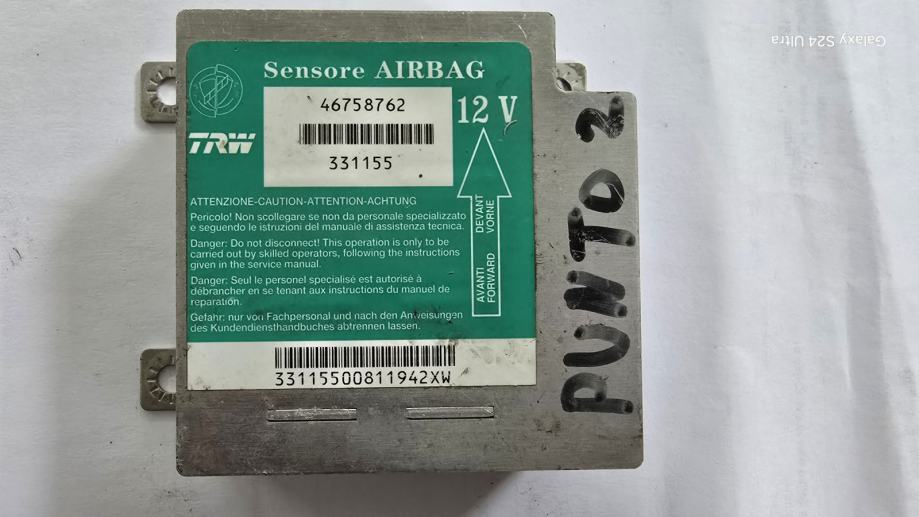 Sensore AIRBAG
46758762
12 V
TRW
331155
ATTENZIONE-CAUTION-ATTENTION-ACHTUNG
Pericolo! Non scollegare se non da personale specializzato
e seguendo le istruzioni del manuale di assistenza tecnica.
Danger: Do not disconnect! This operation is only to be
carried out by skilled operators, following the instructions
given in the service manual.
Danger: Seul le personel specialisé est autorisé à
débrancher en se tenant aux instructions du manuel de
reparation.
Gefahr: nur von Fachpersonal und nach den Anweisungen
des Kundendiensthandbuches abtrennen lassen.
AVANTI DEVANT
FORWARD VORNE
33115500811942XW
PUNTO 2
Galaxy S24 Ultra